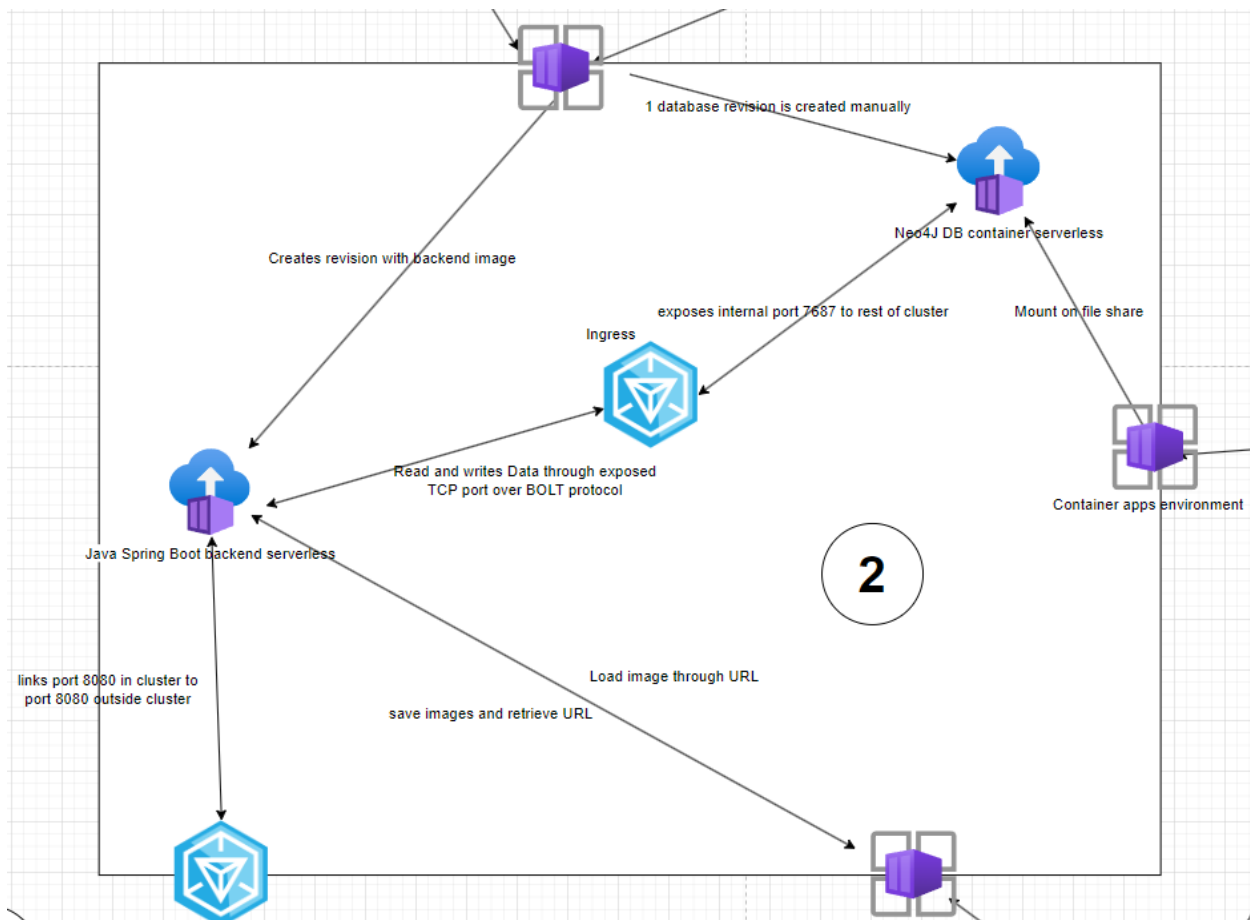 1 database revision is created manually
Neo4J DB container serverless
Creates revision with backend image
exposes internal port 7687 to rest of cluster
Mount on file share
Ingress
Read and writes Data through exposed
TCP port over BOLT protocol
Container apps environment
Java Spring Boot backend serverless
2
links port 8080 in cluster to
port 8080 outside cluster
Load image through URL
save images and retrieve URL